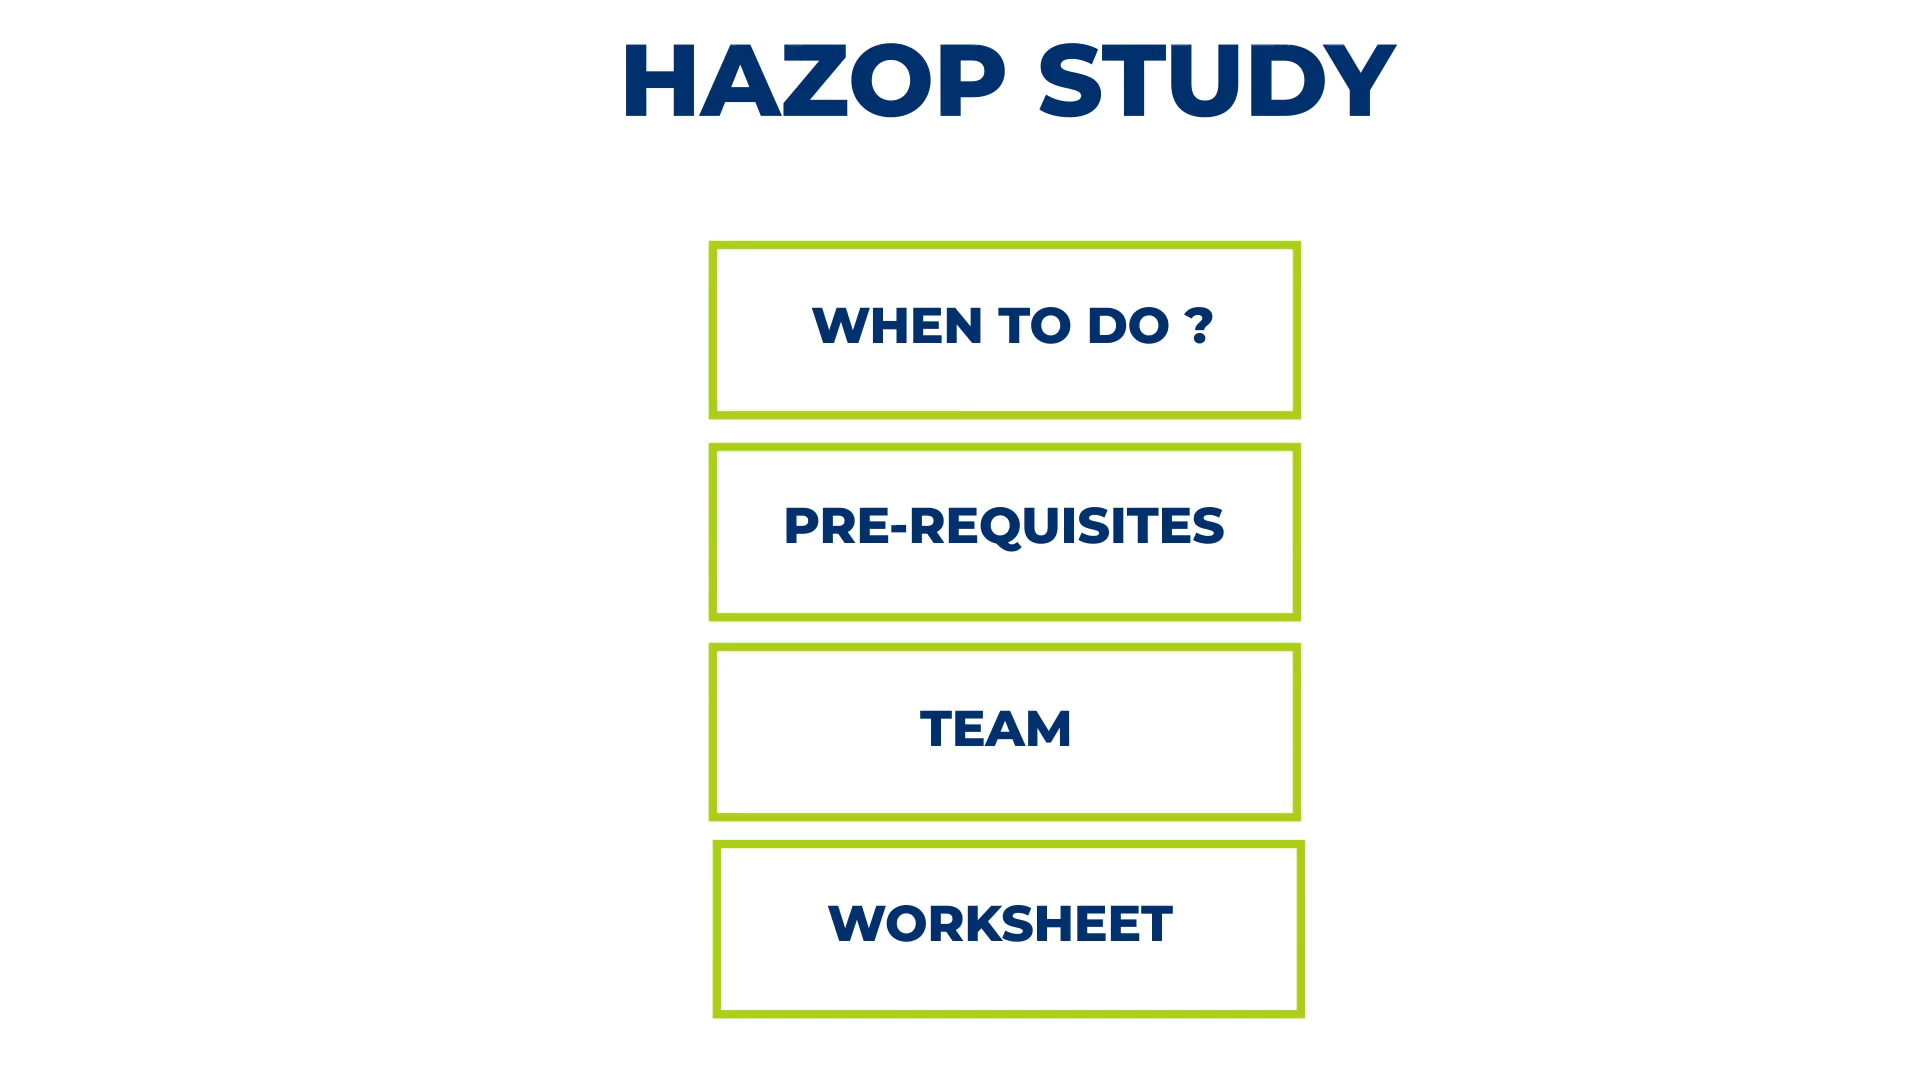 HAZOP STUDY
WHEN TO DO ?
PRE-REQUISITES
TEAM
WORKSHEET